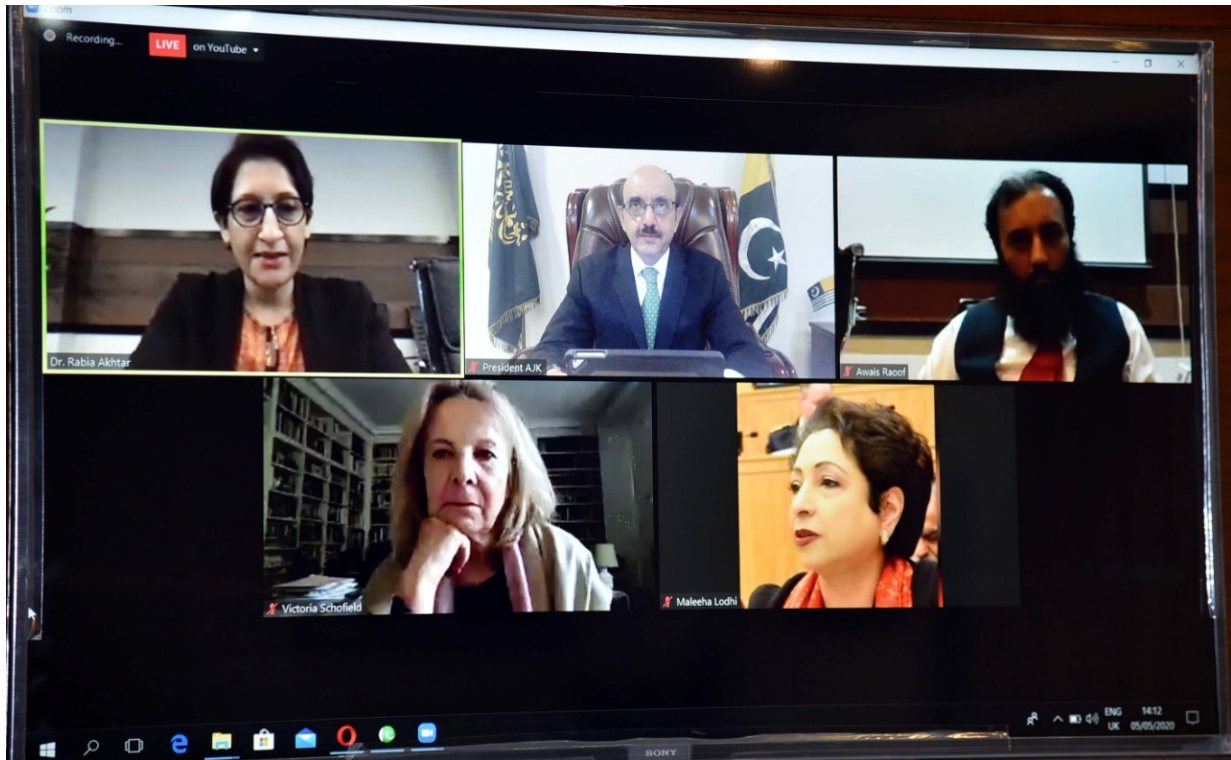 Zoom
Recording...
LIVE on YouTube
Dr. Rabia Akhtar
President AJK
Awais Raoof
Victoria Schofield
Maleeha Lodhi
ENG 14:12
UK 05/05/2020
SONY